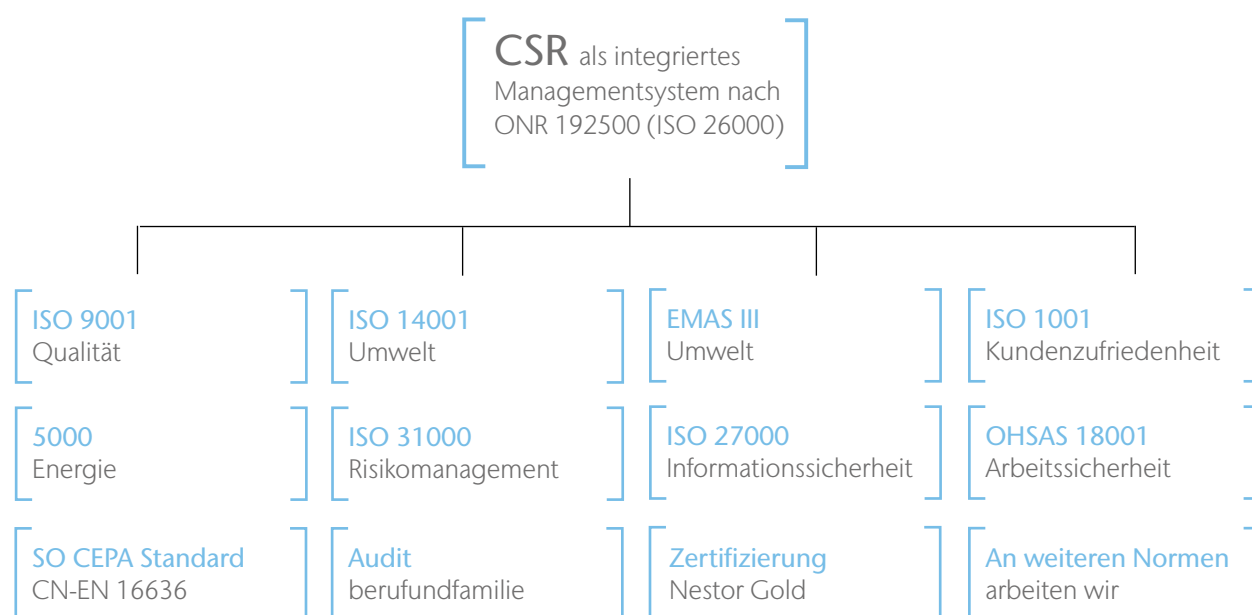 CSR als integriertes
Managementsystem nach
ONR 192500 (ISO 26000)
ISO 9001
Qualität
ISO 14001
Umwelt
EMAS III
Umwelt
ISO 1001
Kundenzufriedenheit
5000
Energie
ISO 31000
Risikomanagement
ISO 27000
Informationssicherheit
OHSAS 18001
Arbeitssicherheit
SO CEPA Standard
CN-EN 16636
Audit
berufundfamilie
Zertifizierung
Nestor Gold
An weiteren Normen
arbeiten wir